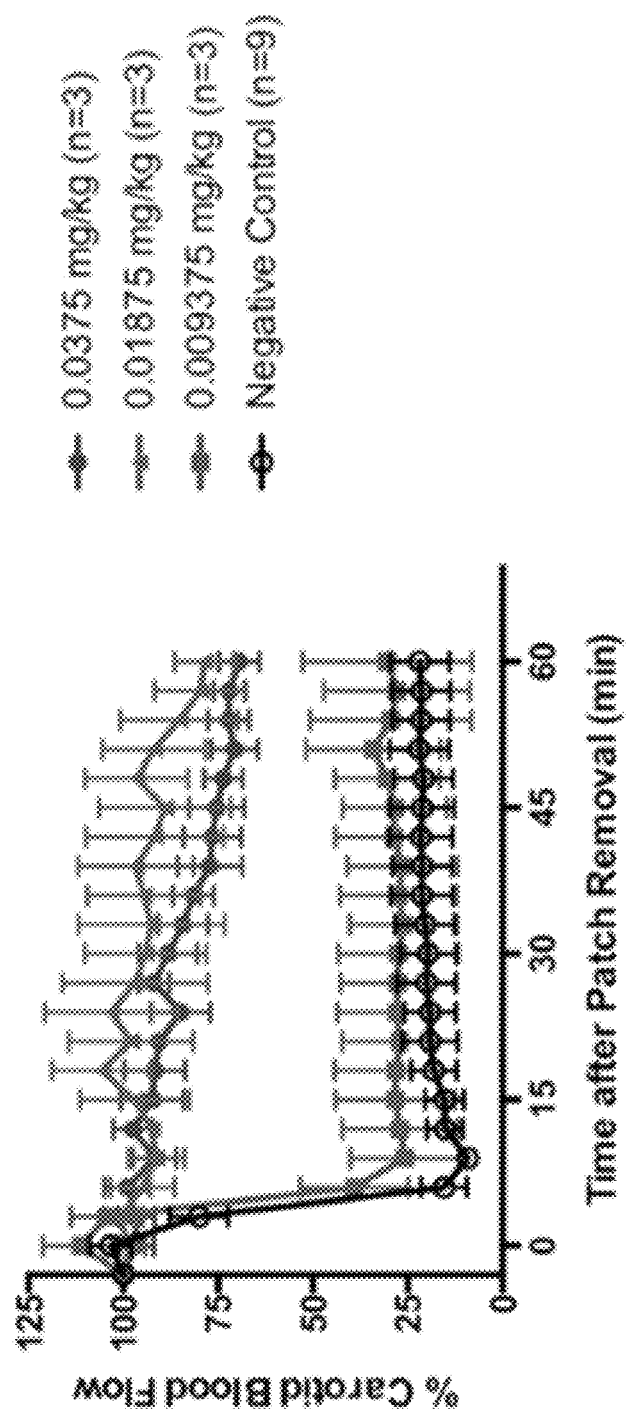 0.0375 mg/kg (n=3)
0.01875 mg/kg (n=3)
0.009375 mg/kg (n=3)
Negative Control (n=9)
% Carotid Blood Flow
125
100
75
50
25
0
0
15
30
45
60
Time after Patch Removal (min)